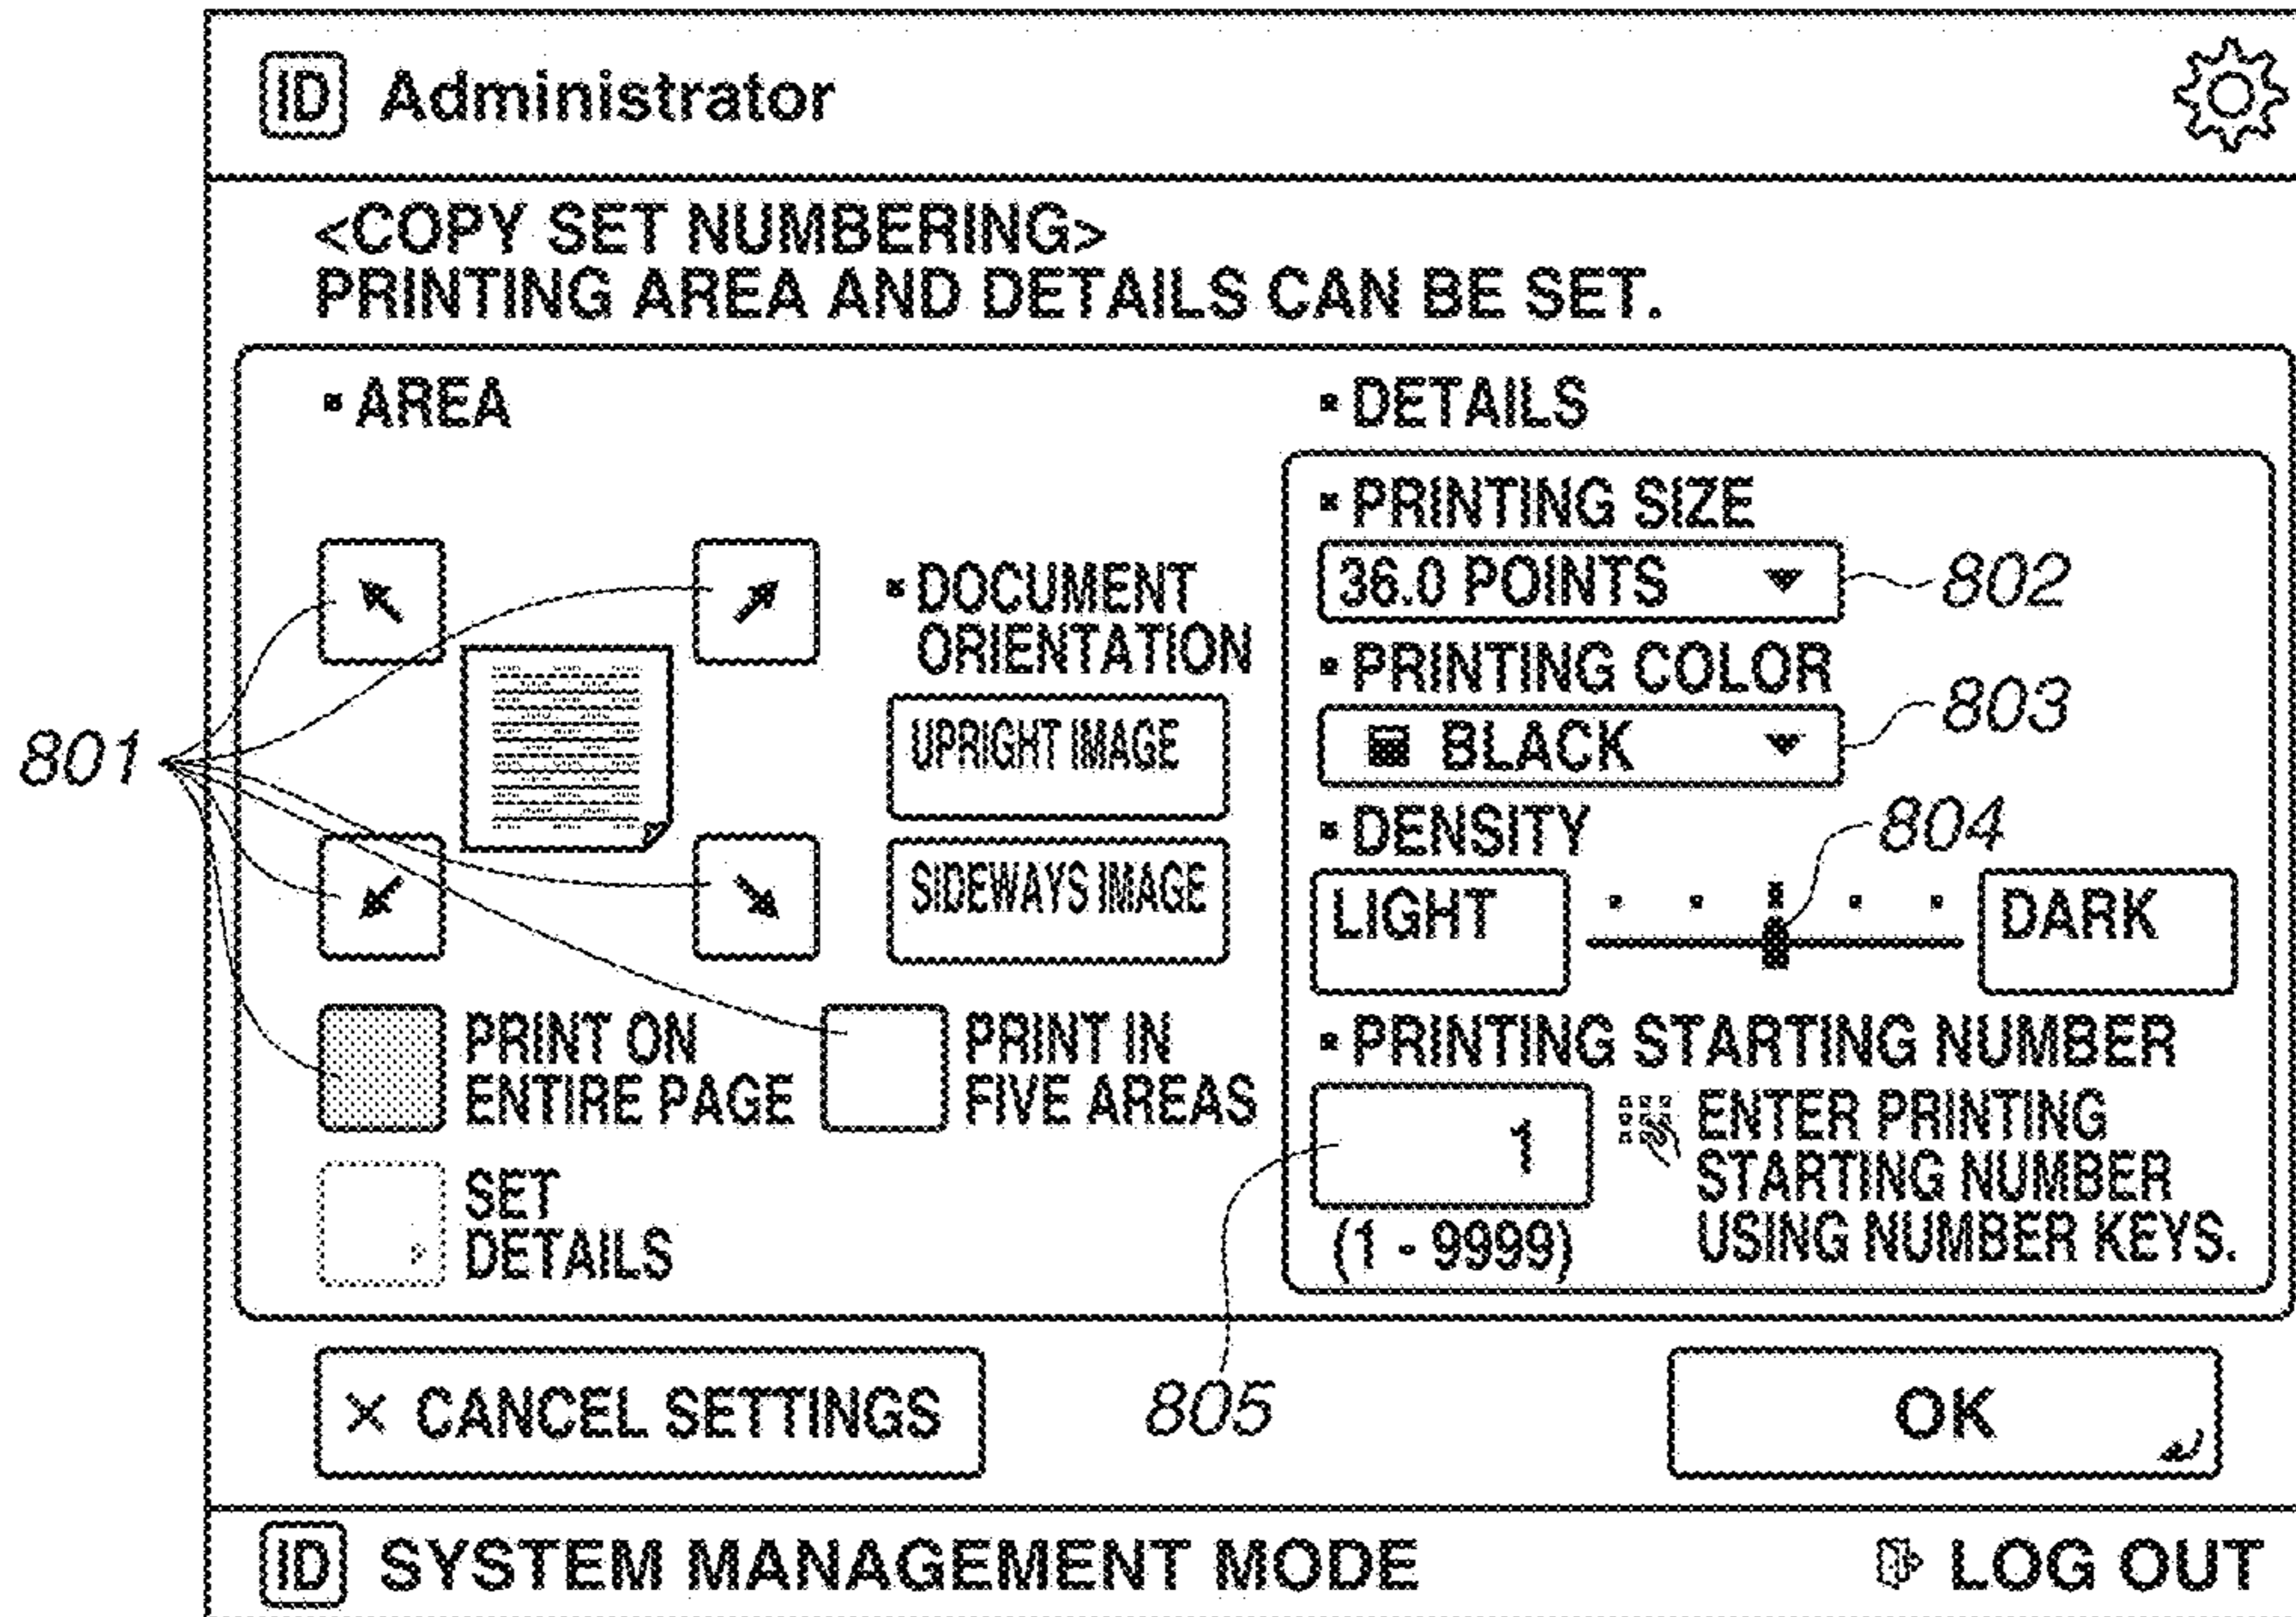 ID Administrator
<COPY SET NUMBERING>
PRINTING AREA AND DETAILS CAN BE SET.
▪ AREA
▪ DOCUMENT
ORIENTATION
UPRIGHT IMAGE
SIDEWAYS IMAGE
801
PRINT ON
ENTIRE PAGE
PRINT IN
FIVE AREAS
SET
DETAILS
▪ DETAILS
▪ PRINTING SIZE
36.0 POINTS ▼
802
▪ PRINTING COLOR
BLACK ▼
803
▪ DENSITY
804
LIGHT
DARK
▪ PRINTING STARTING NUMBER
1
(1 - 9999)
ENTER PRINTING
STARTING NUMBER
USING NUMBER KEYS.
805
× CANCEL SETTINGS
OK
ID SYSTEM MANAGEMENT MODE
LOG OUT